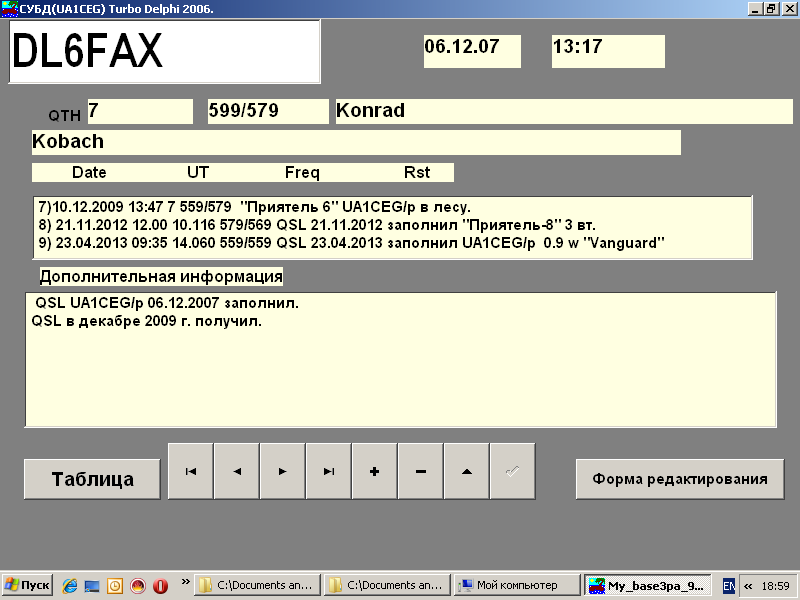 СУБД(UA1CEG) Turbo Delphi 2006.
DL6FAX
06.12.07
13:17
QTH
7
599/579
Konrad
Kobach
Date UT Freq Rst
7)10.12.2009 13:47 7 559/579 "Приятель 6" UA1CEG/p в лесу.
8) 21.11.2012 12.00 10.116 579/569 QSL 21.11.2012 заполнил "Приятель-8" 3 вт.
9) 23.04.2013 09:35 14.060 559/559 QSL 23.04.2013 заполнил UA1CEG/p 0.9 w "Vanguard"
Дополнительная информация
QSL UA1CEG/p 06.12.2007 заполнил.
QSL в декабре 2009 г. получил.
Таблица
Форма редактирования
Пуск
»
C:\Documents an...
C:\Documents an...
Мой компьютер
My_base3pa_9...
EN
«
18:59